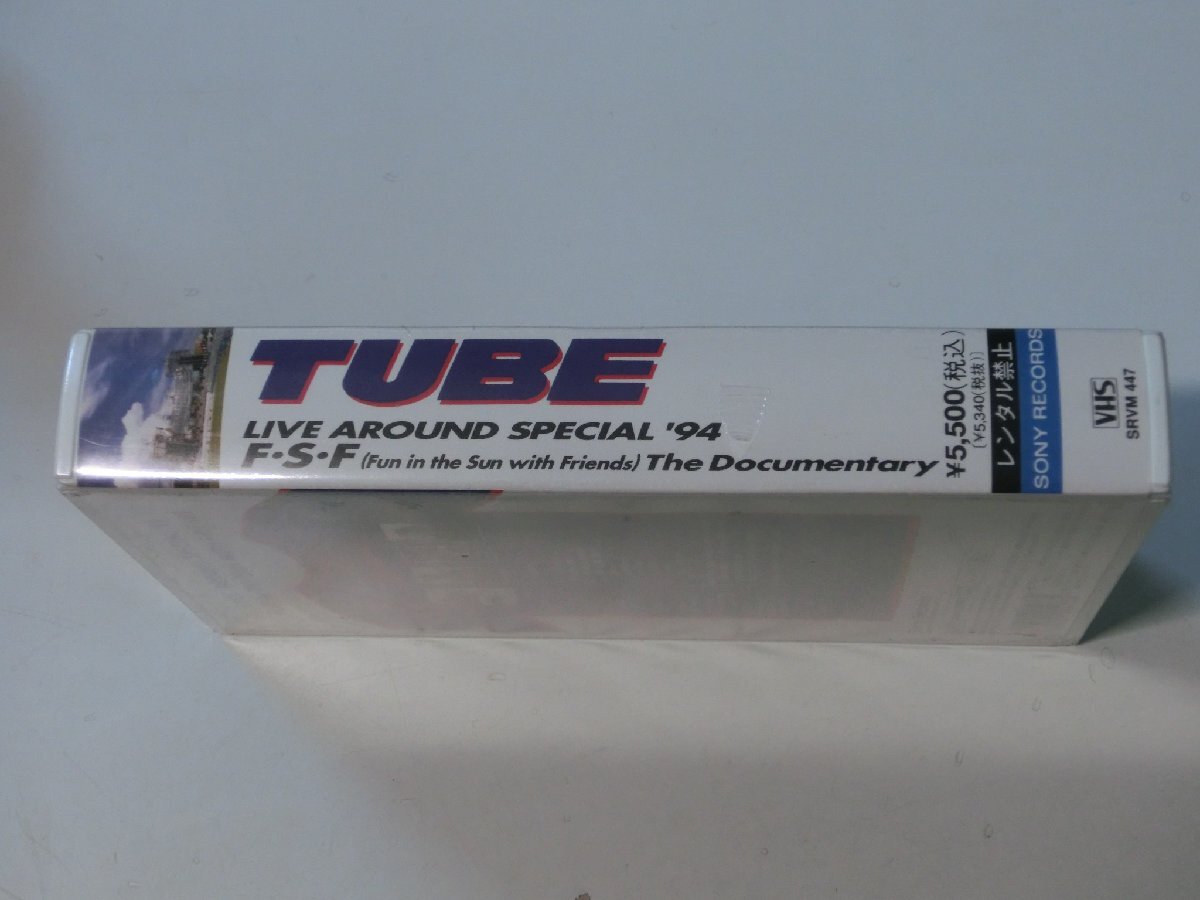 TUBE
LIVE AROUND SPECIAL '94
F・S・F (Fun in the Sun with Friends) The Documentary
¥5,500(税込)
(¥5,340(税抜))
レンタル禁止
SONY RECORDS
VHS
SRVM 447